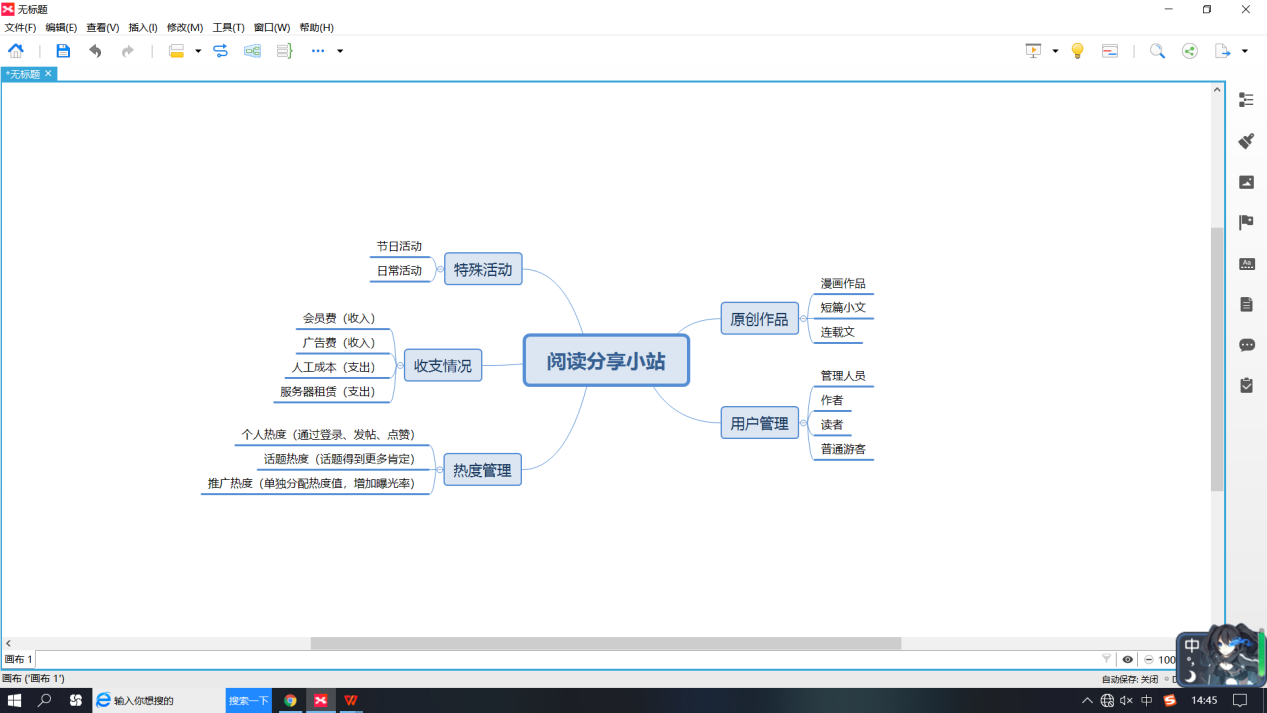 无标题
文件(F) 编辑(E) 查看(V) 插入(I) 修改(M) 工具(T) 窗口(W) 帮助(H)
*无标题
节日活动
日常活动
特殊活动
会员费（收入）
广告费（收入）
人工成本（支出）
服务器租赁（支出）
收支情况
个人热度（通过登录、发帖、点赞）
话题热度（话题得到更多肯定）
推广热度（单独分配热度值，增加曝光率）
热度管理
阅读分享小站
原创作品
漫画作品
短篇小文
连载文
用户管理
管理人员
作者
读者
普通游客
画布 1
100
画布 ('画布 1')
自动保存: 关闭
中
输入你想搜的
搜索一下
中
14:45